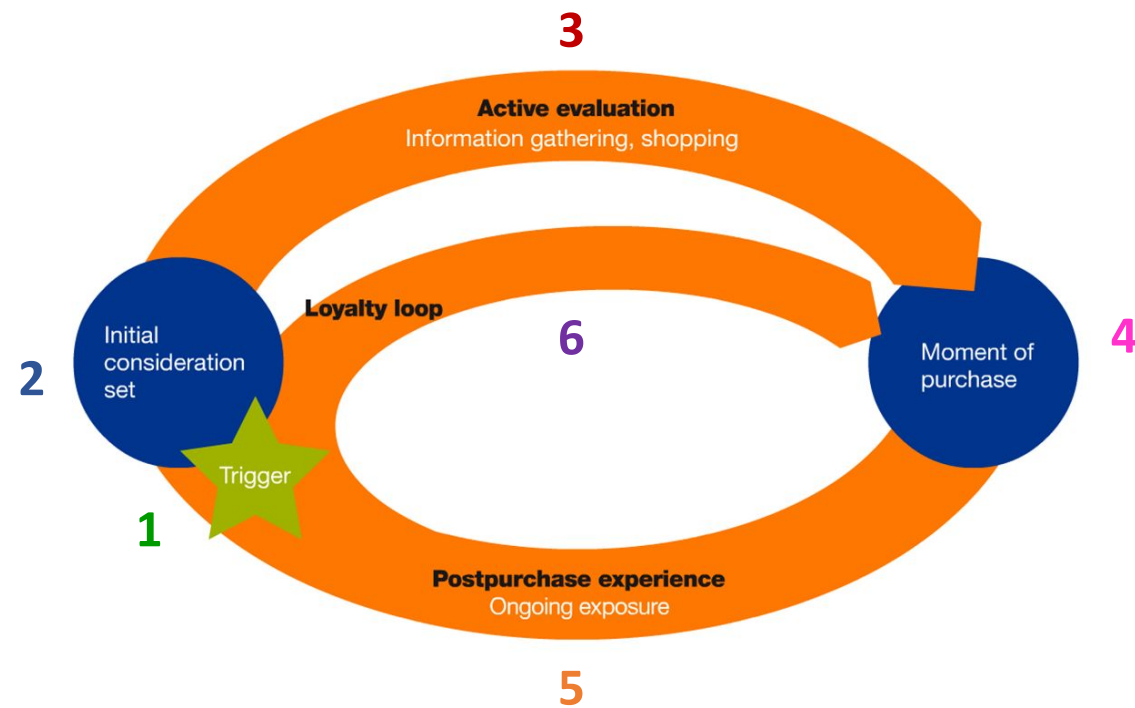 3
Active evaluation
Information gathering, shopping
Loyalty loop
Initial
consideration
set
2
6
Moment of
purchase
4
Trigger
1
Postpurchase experience
Ongoing exposure
5